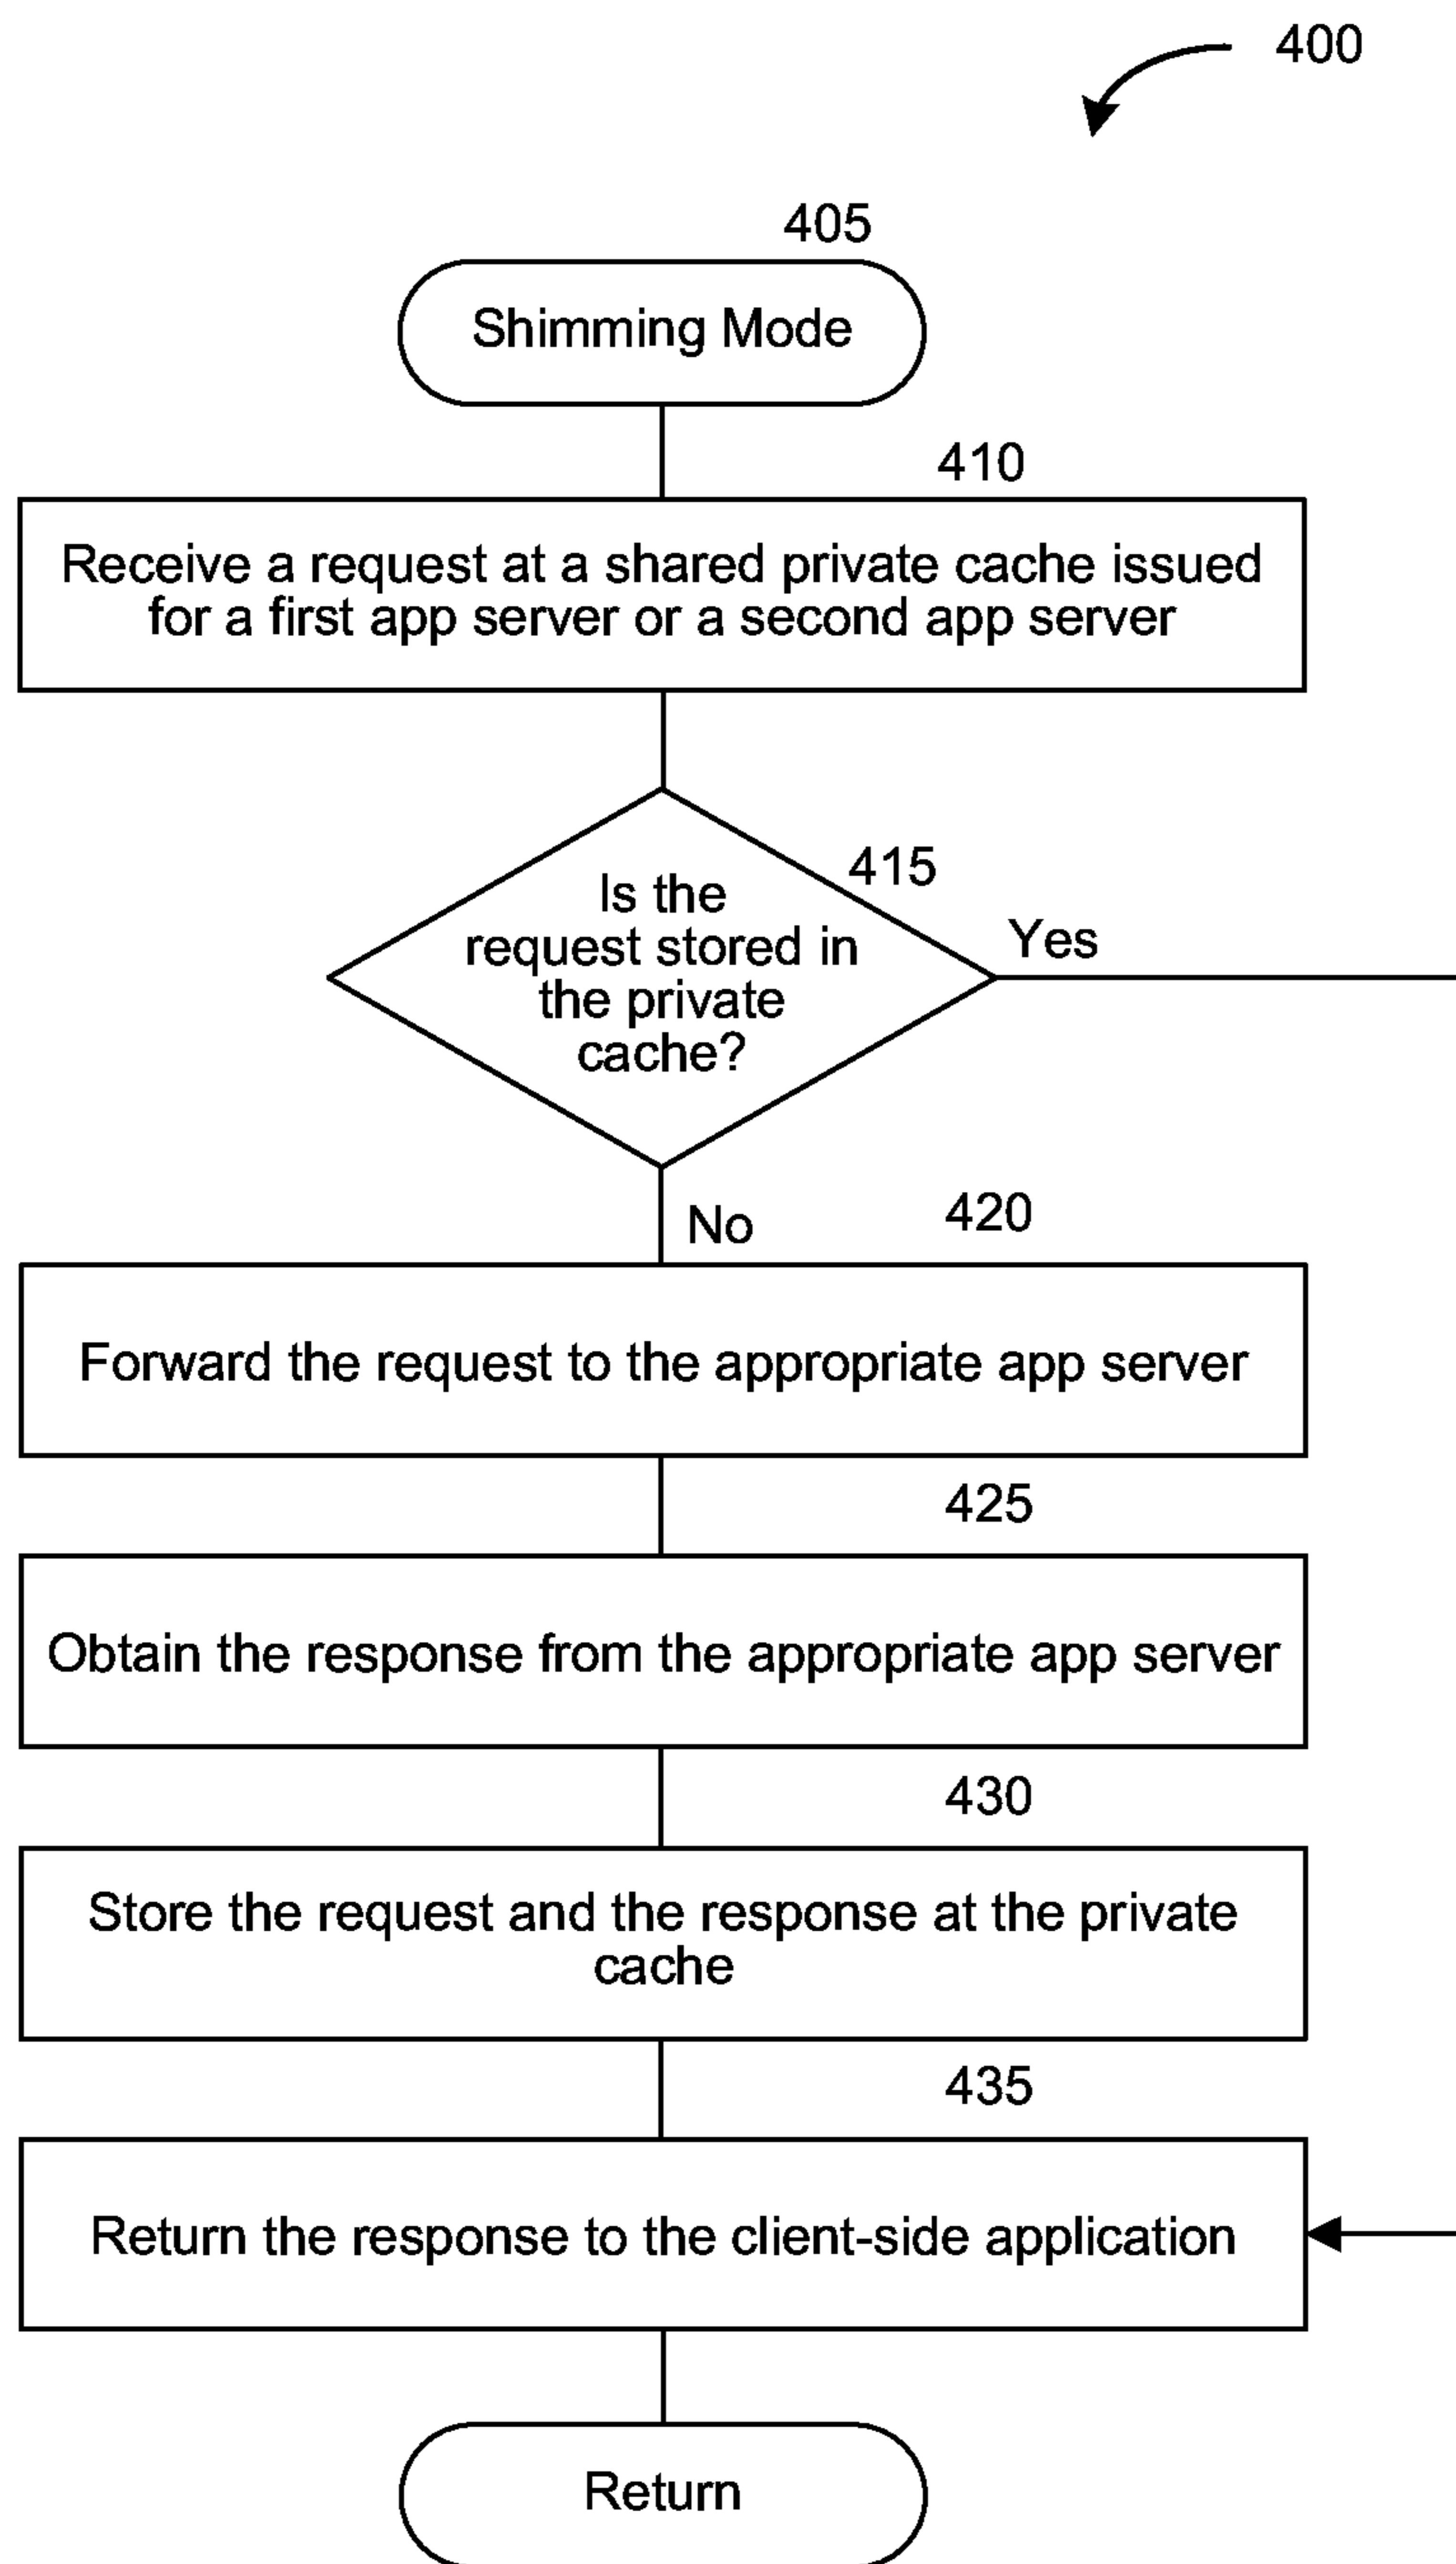 400
405
Shimming Mode
410
Receive a request at a shared private cache issued
for a first app server or a second app server
415
Is the
request stored in
the private
cache?
Yes
No
420
Forward the request to the appropriate app server
425
Obtain the response from the appropriate app server
430
Store the request and the response at the private
cache
435
Return the response to the client-side application
Return